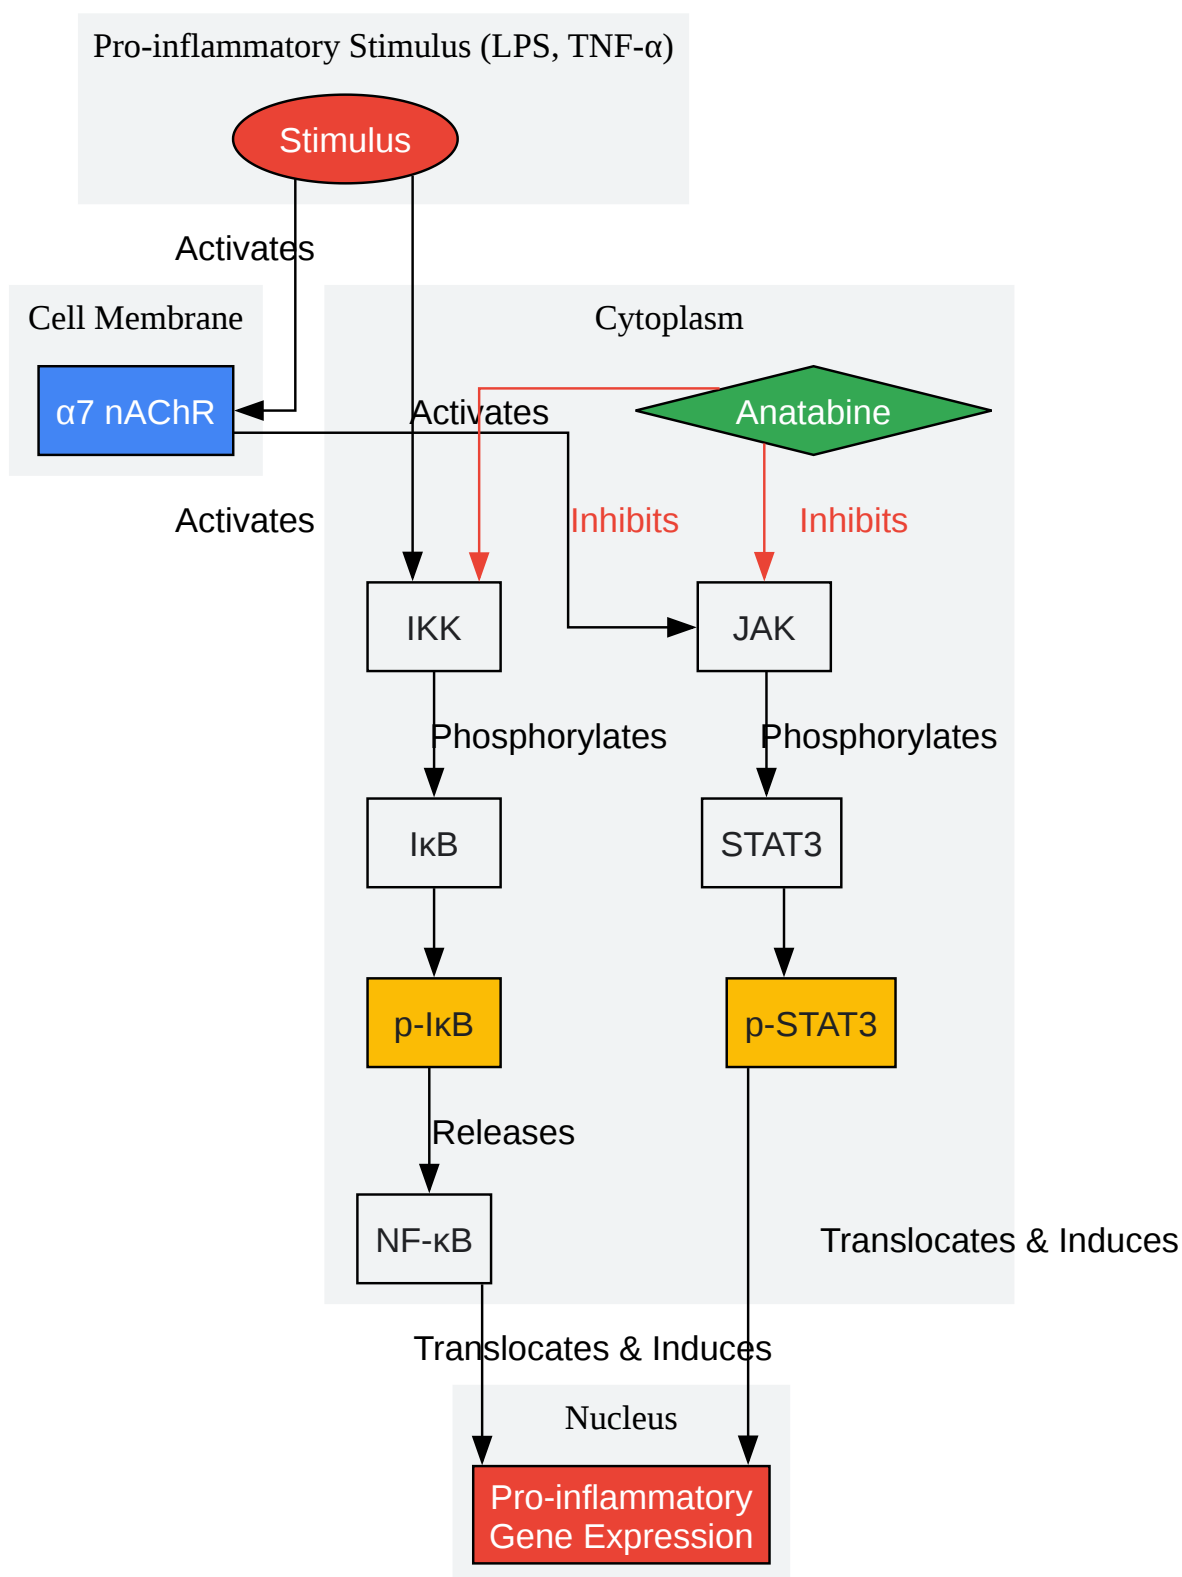 Pro-inflammatory Stimulus (LPS, TNF-α)
Stimulus
Activates
Cell Membrane
Cytoplasm
α7 nAChR
Activates
Anatabine
Activates
Inhibits
Inhibits
IKK
JAK
Phosphorylates
Phosphorylates
IκB
STAT3
p-IκB
p-STAT3
Releases
NF-κB
Translocates & Induces
Translocates & Induces
Nucleus
Pro-inflammatory
Gene Expression